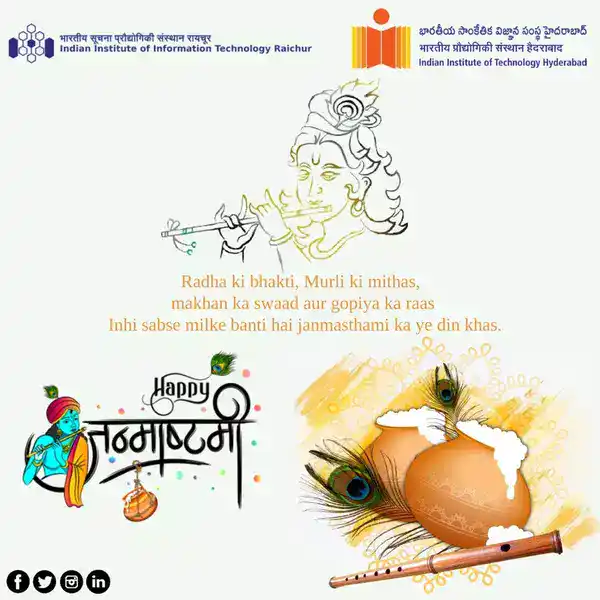 भारतीय सूचना प्रौद्योगिकी संस्थान रायचूर
Indian Institute of Information Technology Raichur
భారతీయ సాంకేతిక విజ్ఞాన సంస్థ హైదరాబాద్
भारतीय प्रौद्योगिकी संस्थान हैदराबाद
Indian Institute of Technology Hyderabad
Radha ki bhakti, Murli ki mithas,
makhan ka swaad aur gopiya ka raas
Inhi sabse milke banti hai janmasthami ka ye din khas.
Happy
जन्माष्टमी